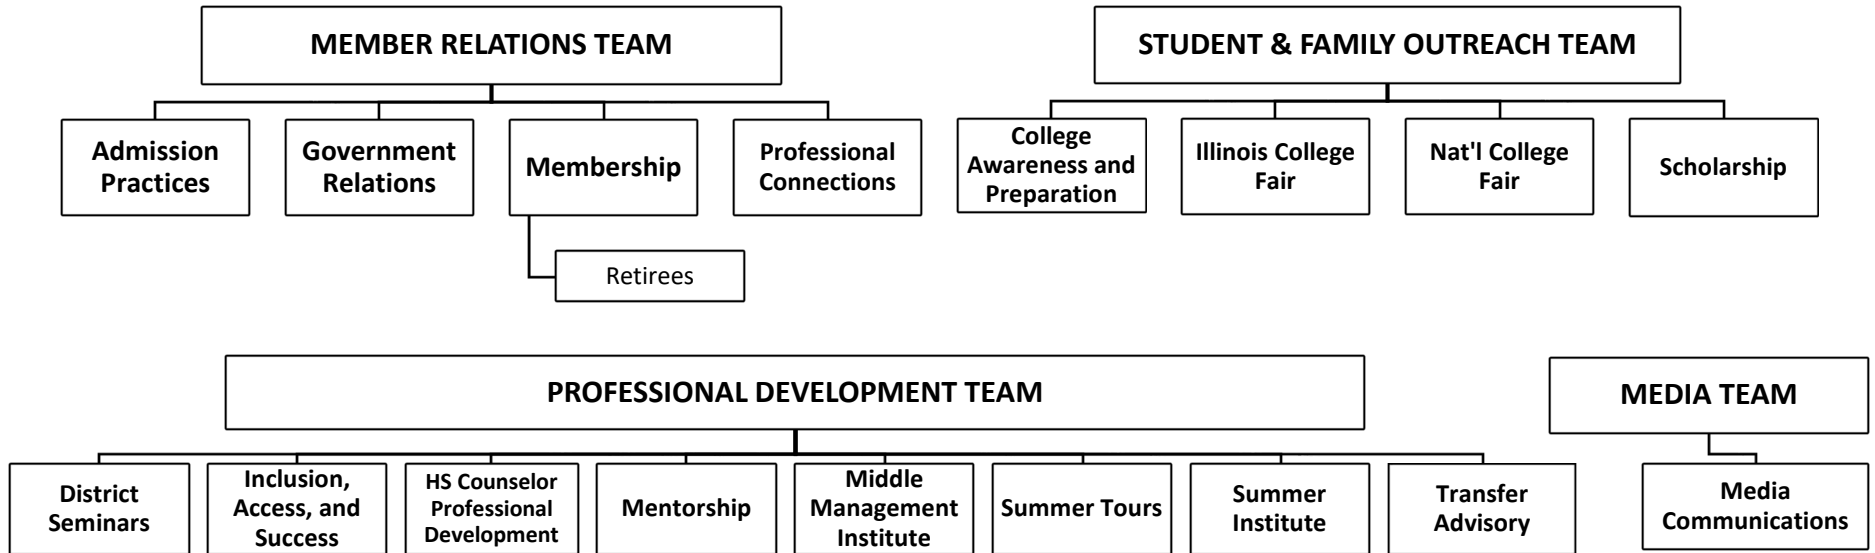 MEMBER RELATIONS TEAM
STUDENT & FAMILY OUTREACH TEAM
Admission
Practices
Government
Relations
Membership
Professional
Connections
College
Awareness and
Preparation
Illinois College
Fair
Nat'l College
Fair
Scholarship
Retirees
PROFESSIONAL DEVELOPMENT TEAM
MEDIA TEAM
District
Seminars
Inclusion,
Access, and
Success
HS Counselor
Professional
Development
Mentorship
Middle
Management
Institute
Summer Tours
Summer
Institute
Transfer
Advisory
Media
Communications